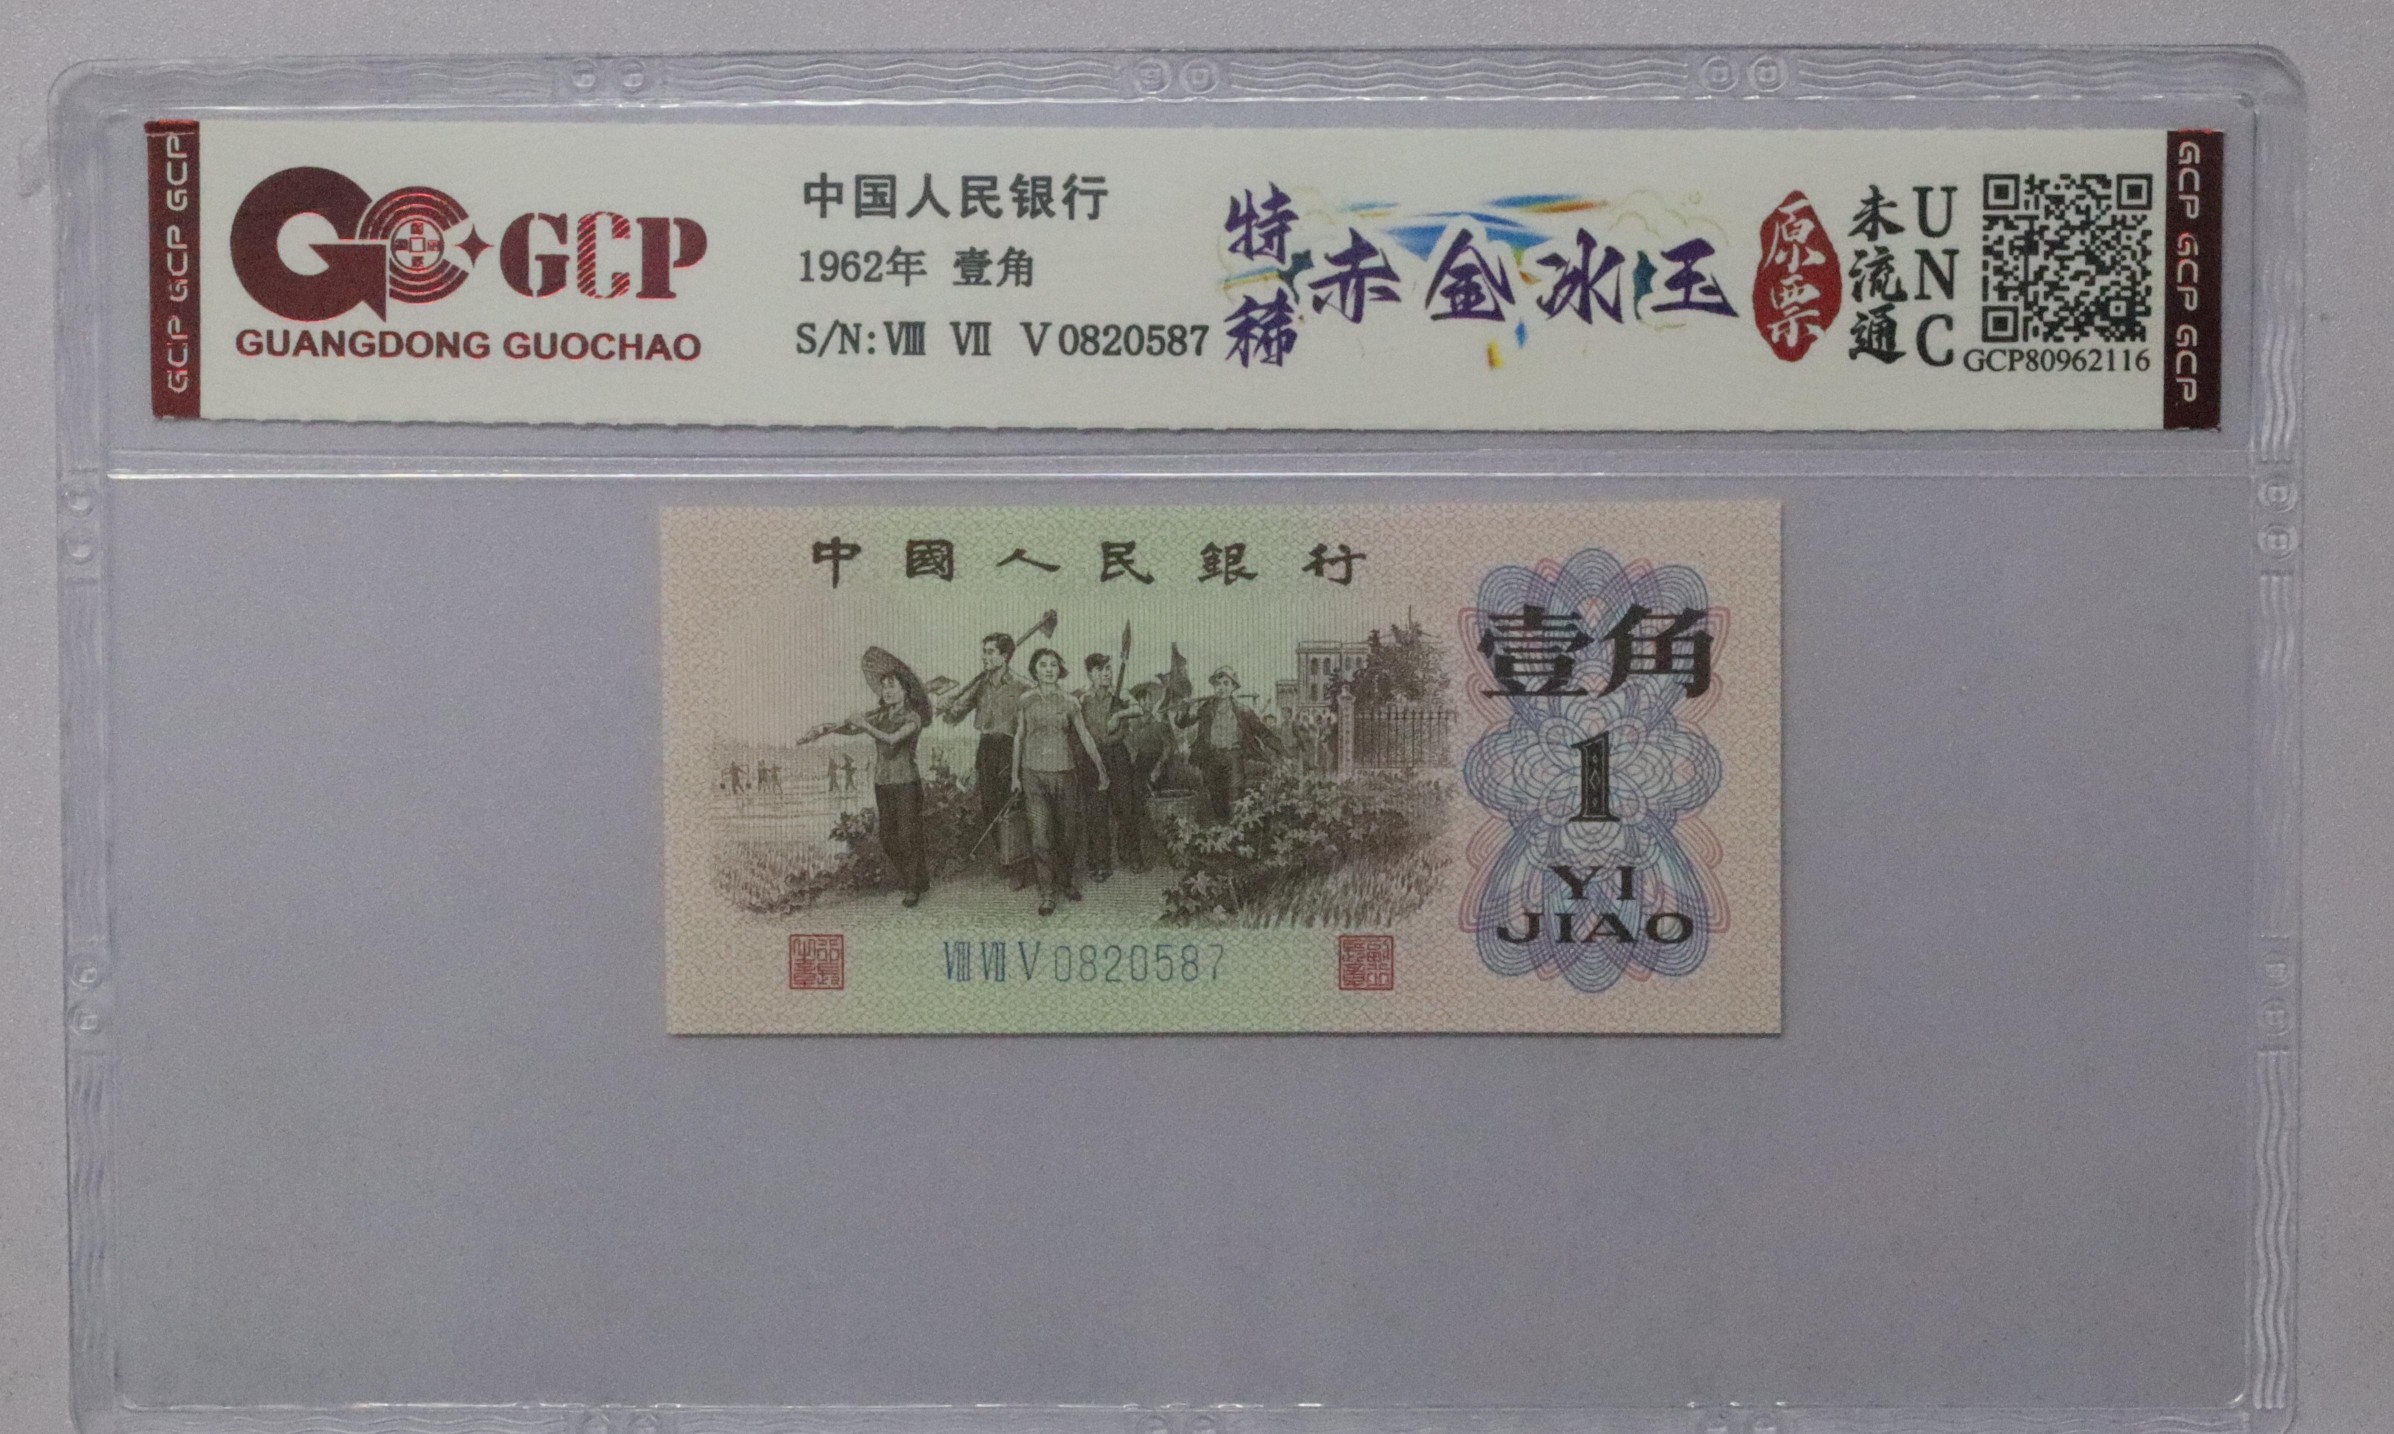 GCP GCP GCP
GCP
GUANGDONG GUOCHAO
中国人民银行
1962年 壹角
S/N: Ⅷ Ⅶ Ⅴ 0820587
特稀
赤金冰玉
原票
未流通
UNC
GCP80962116
GCP GCP GCP
中國人民銀行
壹角
1
YI
JIAO
Ⅷ Ⅶ Ⅴ 0820587